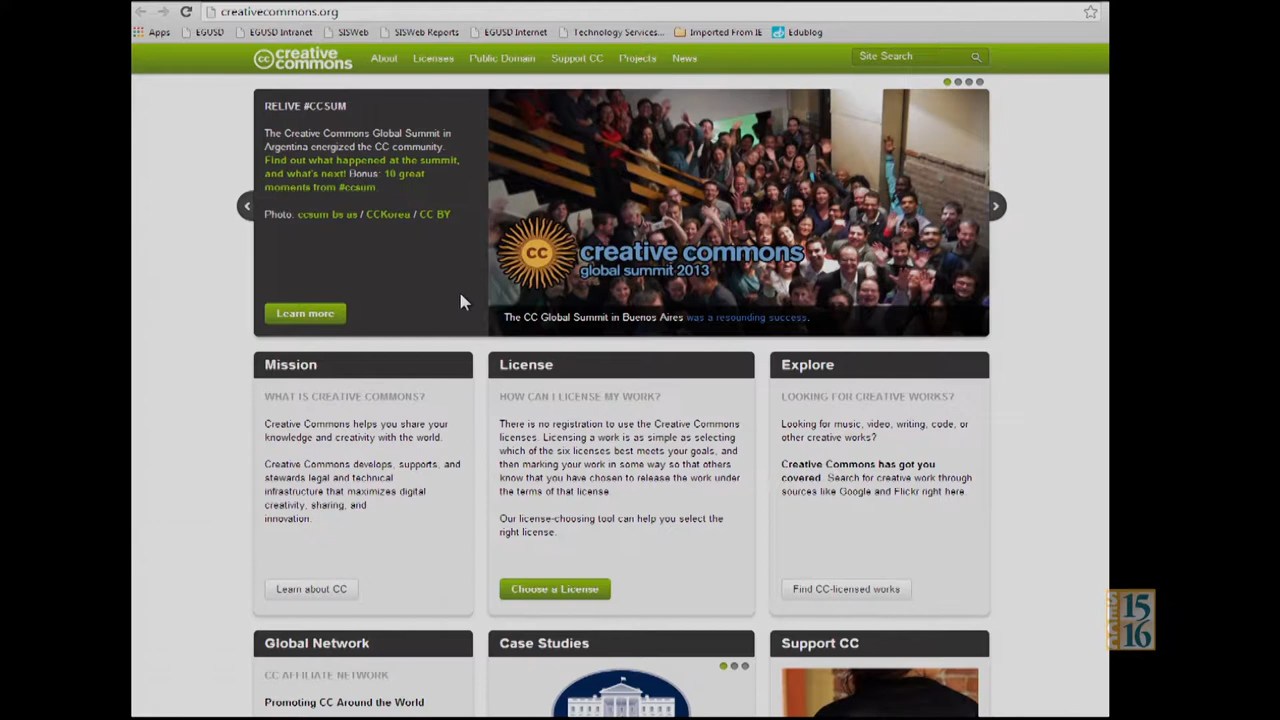 creativecommons.org
Apps EGUSD EGUSD Intranet SISWeb SISWeb Reports EGUSD Internet Technology Services... Imported From IE Edublog
creative commons
About Licenses Public Domain Support CC Projects News
Site Search
RELIVE #CCSUM
The Creative Commons Global Summit in
Argentina energized the CC community.
Find out what happened at the summit,
and what's next! Bonus: 10 great
moments from #ccsum.
Photo: ccsum bs as / CCKorea / CC BY
Learn more
CC
creative commons
global summit 2013
The CC Global Summit in Buenos Aires was a resounding success.
Mission
WHAT IS CREATIVE COMMONS?
Creative Commons helps you share your
knowledge and creativity with the world.
Creative Commons develops, supports, and
stewards legal and technical
infrastructure that maximizes digital
creativity, sharing, and
innovation.
Learn about CC
License
HOW CAN I LICENSE MY WORK?
There is no registration to use the Creative Commons
licenses. Licensing a work is as simple as selecting
which of the six licenses best meets your goals, and
then marking your work in some way so that others
know that you have chosen to release the work under
the terms of that license.
Our license-choosing tool can help you select the
right license.
Choose a License
Explore
LOOKING FOR CREATIVE WORKS?
Looking for music, video, writing, code, or
other creative works?
Creative Commons has got you
covered. Search for creative work through
sources like Google and Flickr right here.
Find CC-licensed works
Global Network
CC AFFILIATE NETWORK
Promoting CC Around the World
Case Studies
Support CC
15
16